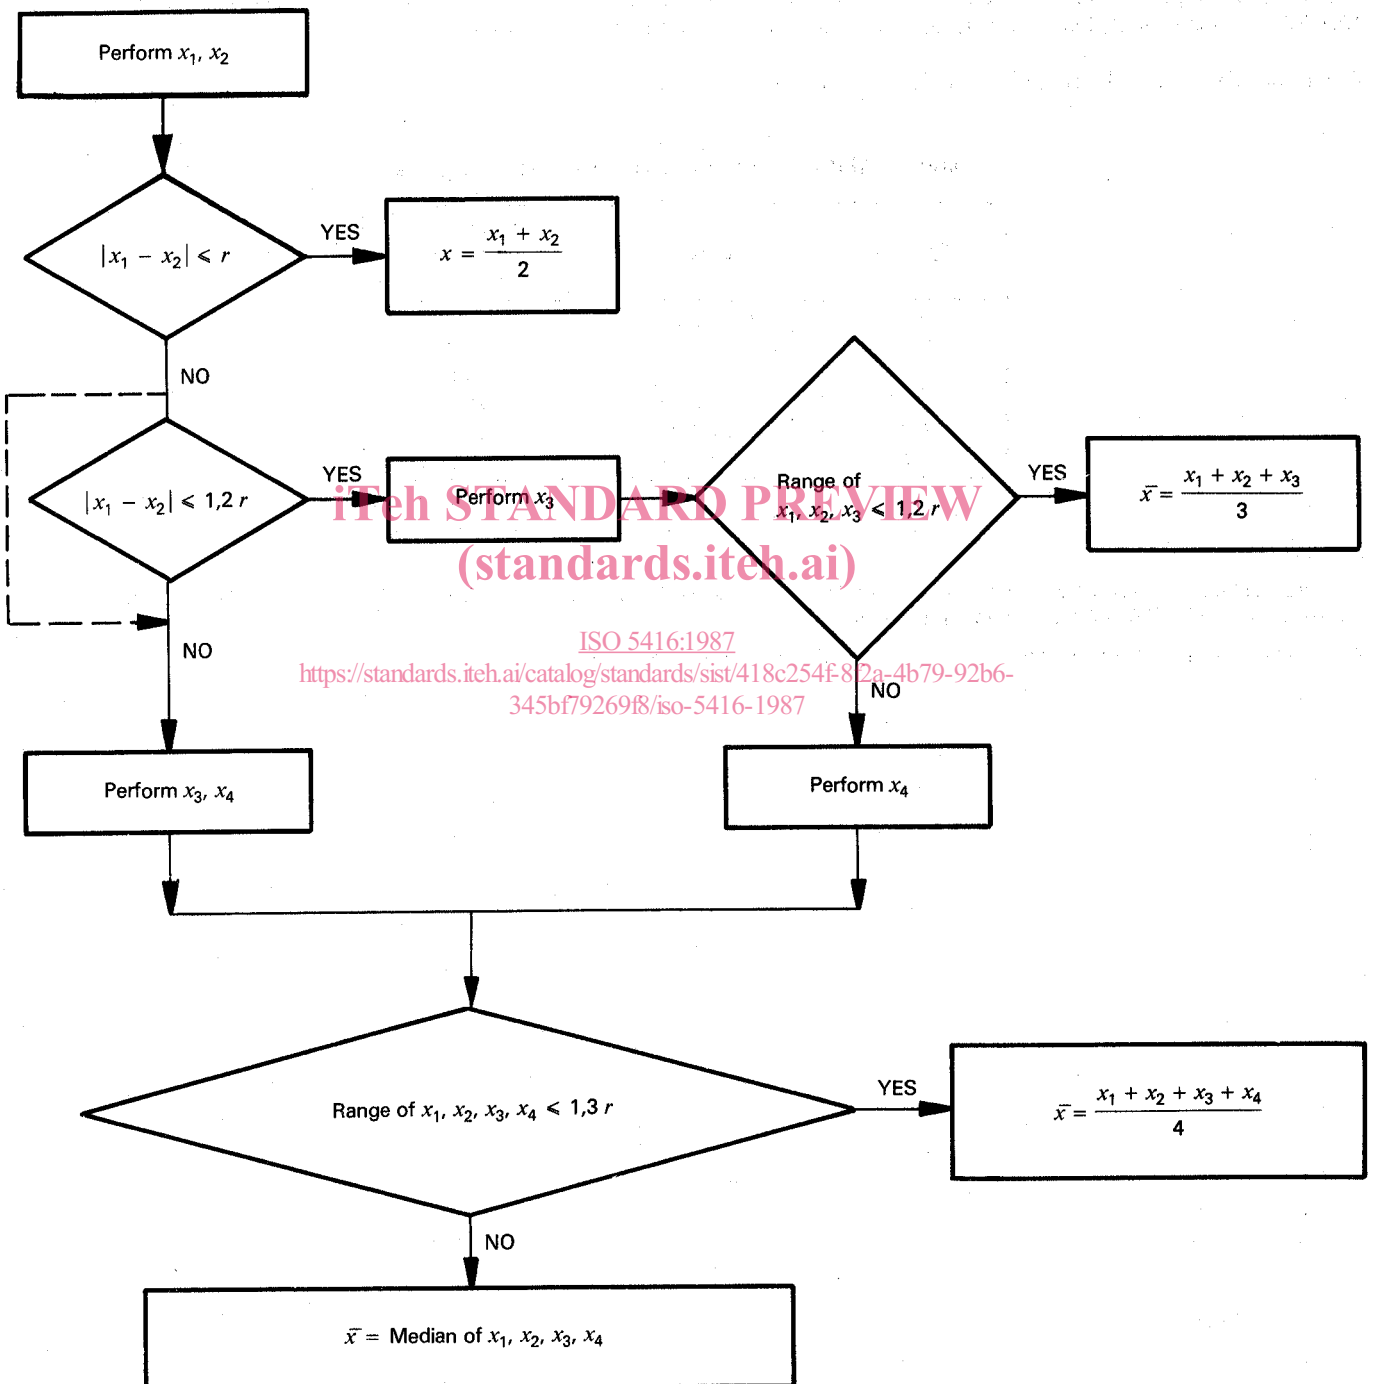 Perform x₁, x₂
|x₁ − x₂| ⩽ r
YES
x = (x₁ + x₂)/2
NO
|x₁ − x₂| ⩽ 1,2 r
YES
Perform x₃
Range of
x₁, x₂, x₃ ⩽ 1,2 r
YES
x̄ = (x₁ + x₂ + x₃)/3
iTeh STANDARD PREVIEW
(standards.iteh.ai)
ISO 5416:1987
https://standards.iteh.ai/catalog/standards/sist/418c254f-8f2a-4b79-92b6-
345bf79269f8/iso-5416-1987
NO
NO
Perform x₃, x₄
Perform x₄
Range of x₁, x₂, x₃, x₄ ⩽ 1,3 r
YES
x̄ = (x₁ + x₂ + x₃ + x₄)/4
NO
x̄ = Median of x₁, x₂, x₃, x₄